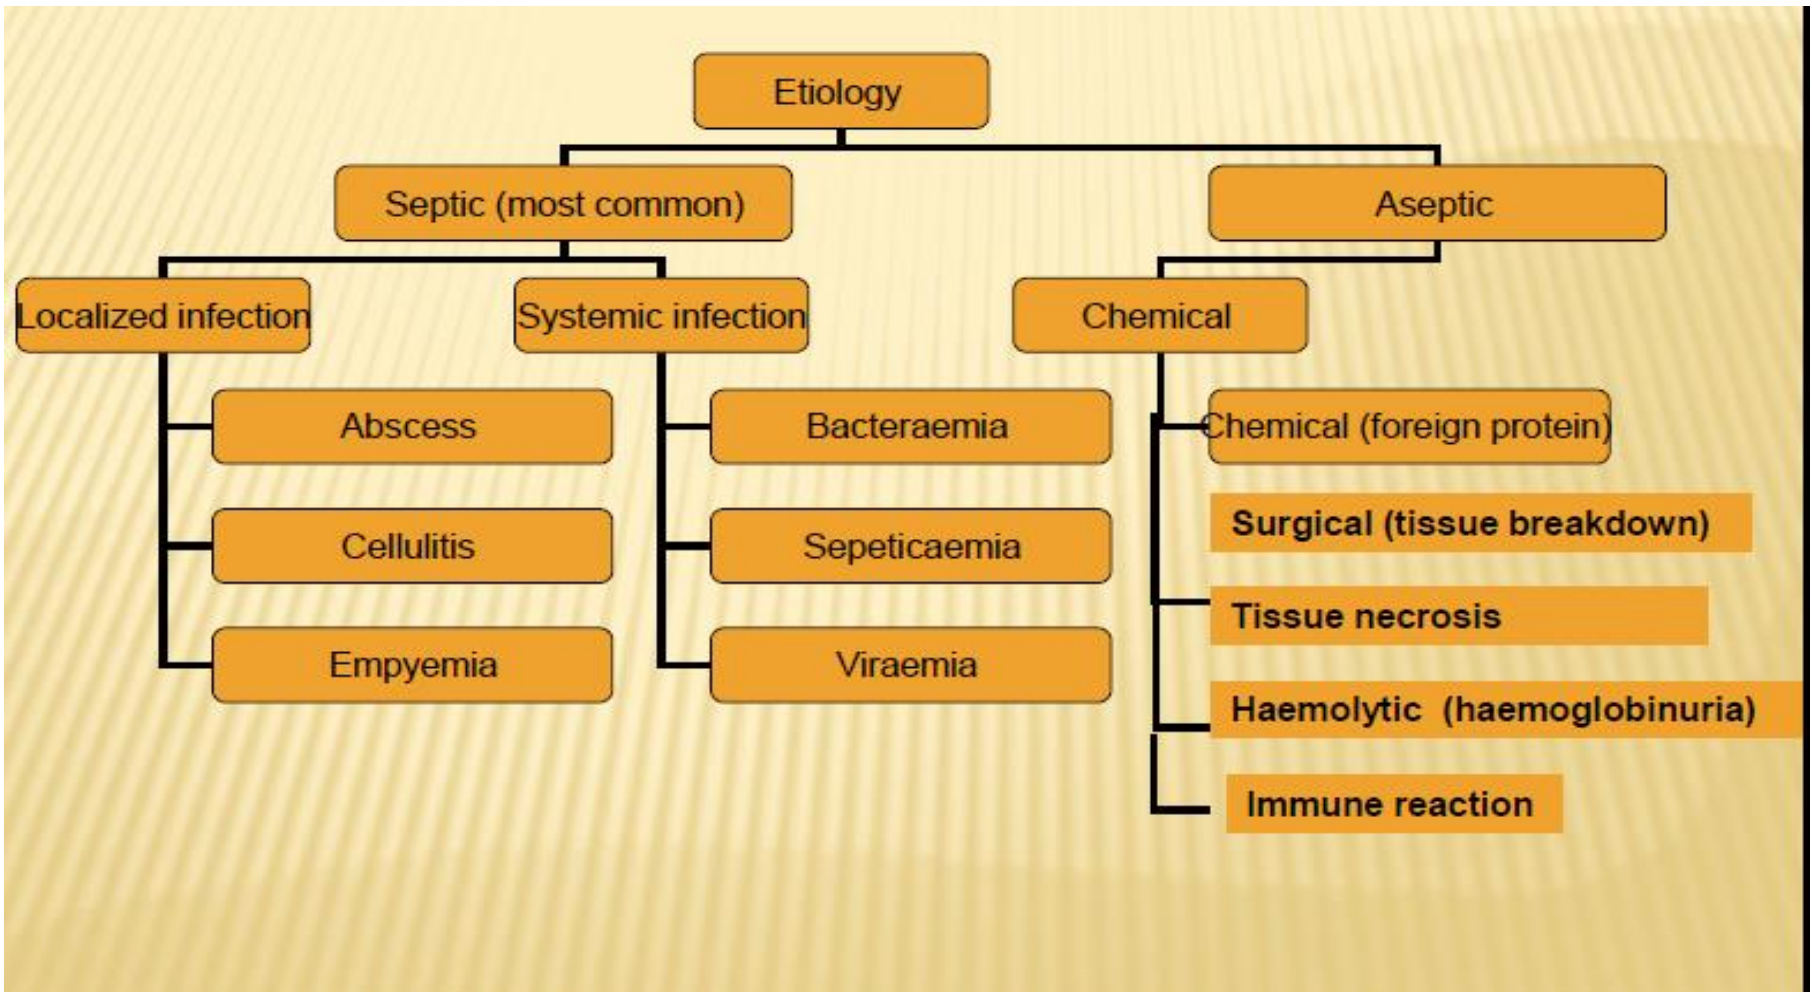 Etiology
Septic (most common)
Aseptic
Localized infection
Systemic infection
Chemical
Abscess
Bacteraemia
Chemical (foreign protein)
Surgical (tissue breakdown)
Cellulitis
Sepeticaemia
Tissue necrosis
Empyemia
Viraemia
Haemolytic (haemoglobinuria)
Immune reaction